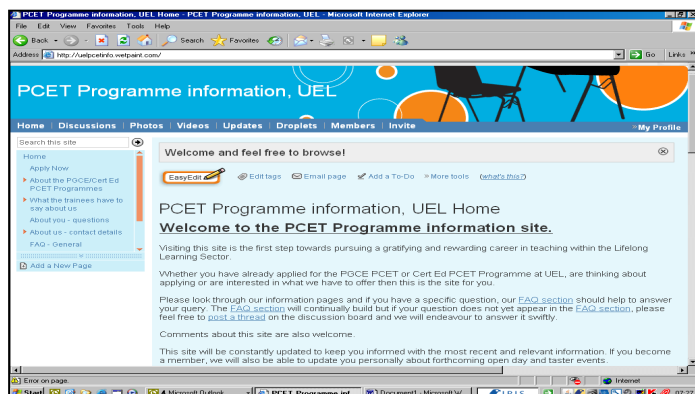 PCET Programme information, UEL Home - PCET Programme information, UEL - Microsoft Internet Explorer
File Edit View Favorites Tools Help
Back Search Favorites
Address http://uelpcetinfo.wetpaint.com/ Go Links
PCET Programme information, UEL
Home Discussions Photos Videos Updates Droplets Members Invite »My Profile
Search this site
Home
Apply Now
About the PGCE/Cert Ed
PCET Programmes
What the trainees have to
say about us
About you - questions
About us - contact details
FAQ - General
Add a New Page
Welcome and feel free to browse!
EasyEdit Edit tags Email page Add a To-Do »More tools (what's this?)
PCET Programme information, UEL Home
Welcome to the PCET Programme information site.
Visiting this site is the first step towards pursuing a gratifying and rewarding career in teaching within the Lifelong
Learning Sector.
Whether you have already applied for the PGCE PCET or Cert Ed PCET Programme at UEL, are thinking about
applying or are interested in what we have to offer then this is the site for you.
Please look through our information pages and if you have a specific question, our FAQ section should help to answer
your query. The FAQ section will continually build but if your question does not yet appear in the FAQ section, please
feel free to post a thread on the discussion board and we will endeavour to answer it swiftly.
Comments about this site are also welcome.
This site will be constantly updated to keep you informed with the most recent and relevant information. If you become
a member, we will also be able to update you personally about forthcoming open day and taster events.
Error on page. Internet
Start 4 Microsoft Outlook PCET Programme inf... Document1 - Microsoft W... IRIS 07:27